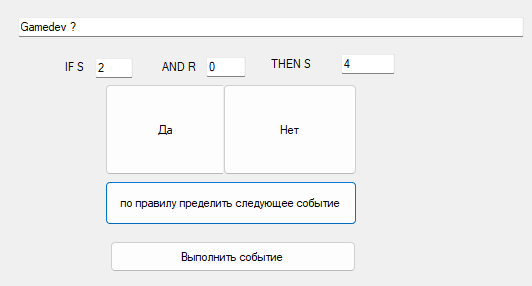 Gamedev ?
IF S 2 AND R 0 THEN S 4
Да Нет
по правилу пределить следующее событие
Выполнить событие